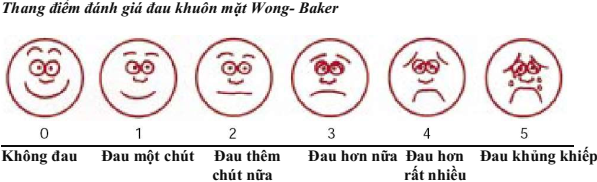 Thang điểm đánh giá đau khuôn mặt Wong- Baker
0 1 2 3 4 5
Không đau Đau một chút Đau thêm Đau hơn nữa Đau hơn Đau khủng khiếp
chút nữa rất nhiều